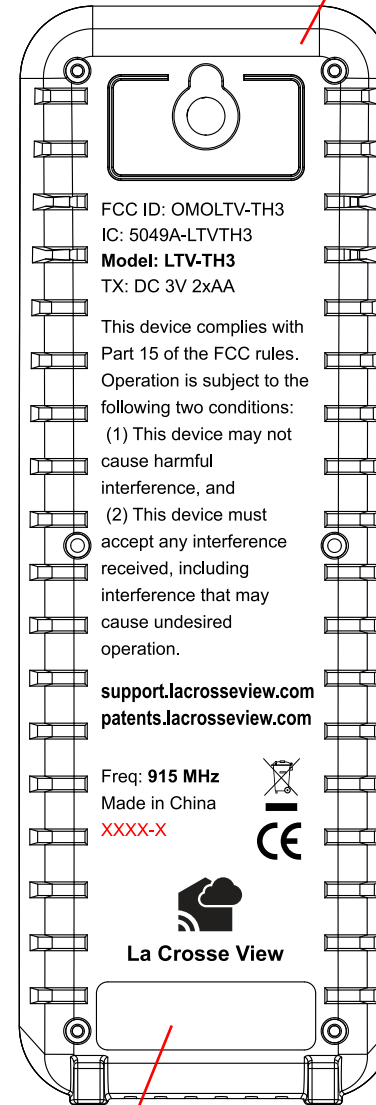 FCC ID: OMOLTV-TH3
IC: 5049A-LTVTH3
Model: LTV-TH3
TX: DC 3V 2xAA
This device complies with
Part 15 of the FCC rules.
Operation is subject to the
following two conditions:
(1) This device may not
cause harmful
interference, and
(2) This device must
accept any interference
received, including
interference that may
cause undesired
operation.
support.lacrosseview.com
patents.lacrosseview.com
Freq: 915 MHz
Made in China
XXXX-X
CE
La Crosse View